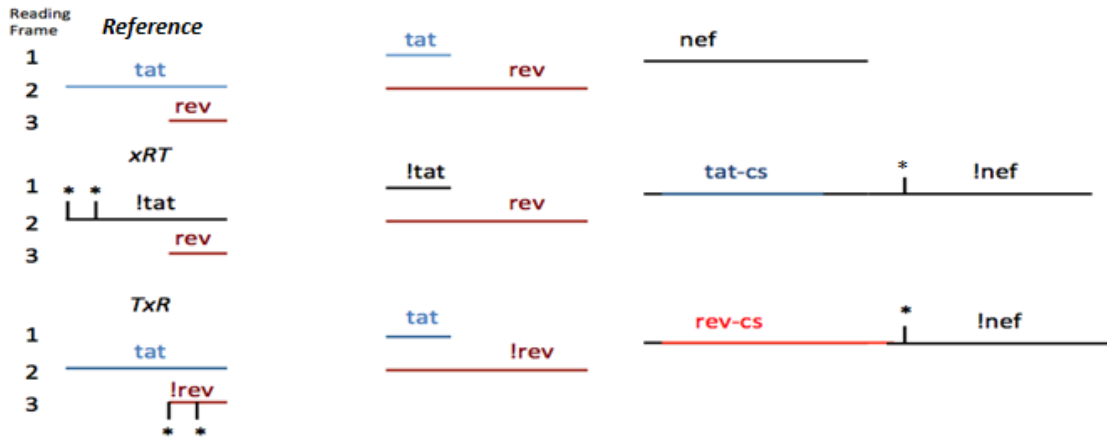 Reading
Frame
Reference
1 tat nef
tat rev
2
rev
3
xRT
1 * * !tat tat-cs * !nef
!tat rev
2
rev
3
TxR
1 tat rev-cs * !nef
tat !rev
2
!rev
3
* *